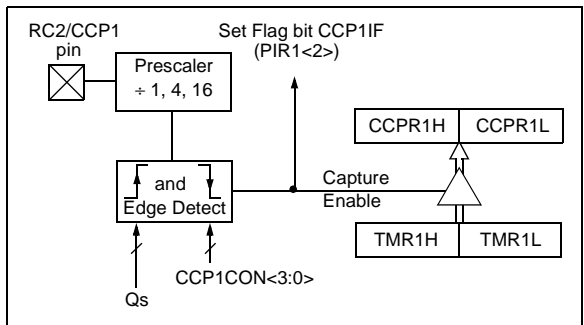 RC2/CCP1
pin
Prescaler
÷ 1, 4, 16
Set Flag bit CCP1IF
(PIR1<2>)
CCPR1H
CCPR1L
and
Edge Detect
Capture
Enable
TMR1H
TMR1L
CCP1CON<3:0>
Qs